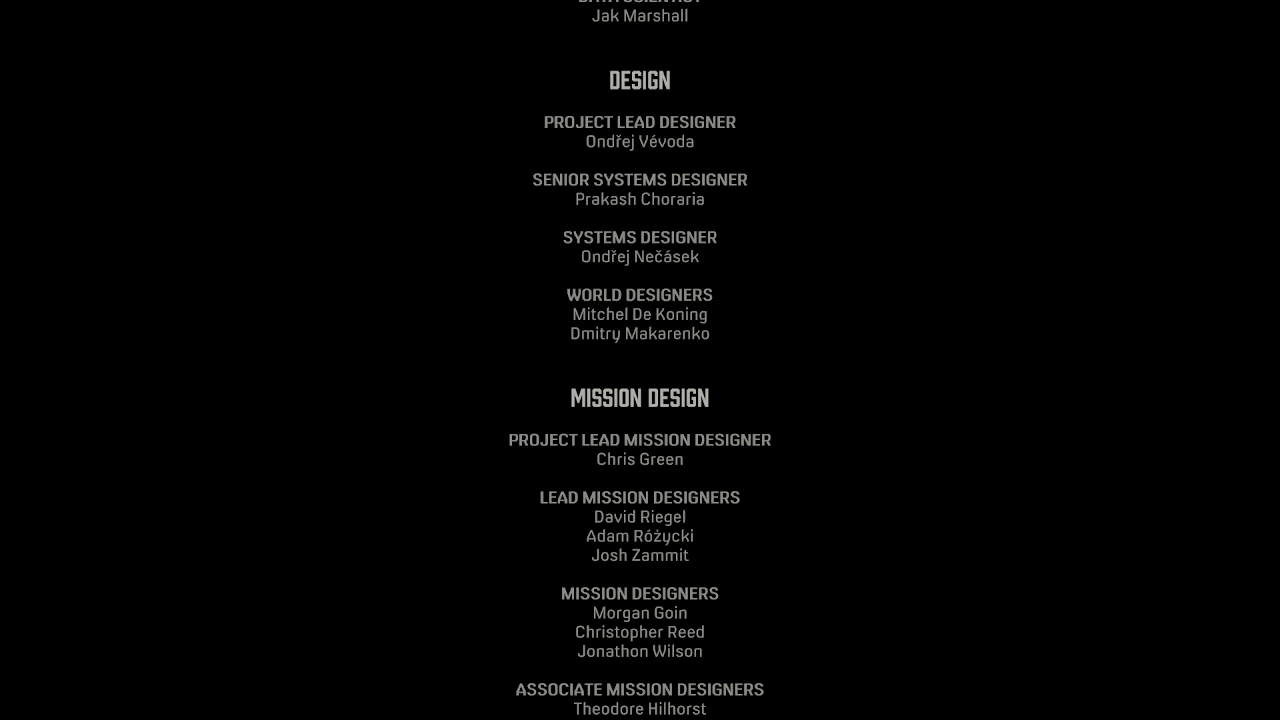 Jak Marshall
DESIGN
PROJECT LEAD DESIGNER
Ondřej Vévoda
SENIOR SYSTEMS DESIGNER
Prakash Choraria
SYSTEMS DESIGNER
Ondřej Nečásek
WORLD DESIGNERS
Mitchel De Koning
Dmitry Makarenko
MISSION DESIGN
PROJECT LEAD MISSION DESIGNER
Chris Green
LEAD MISSION DESIGNERS
David Riegel
Adam Różycki
Josh Zammit
MISSION DESIGNERS
Morgan Goin
Christopher Reed
Jonathon Wilson
ASSOCIATE MISSION DESIGNERS
Theodore Hilhorst